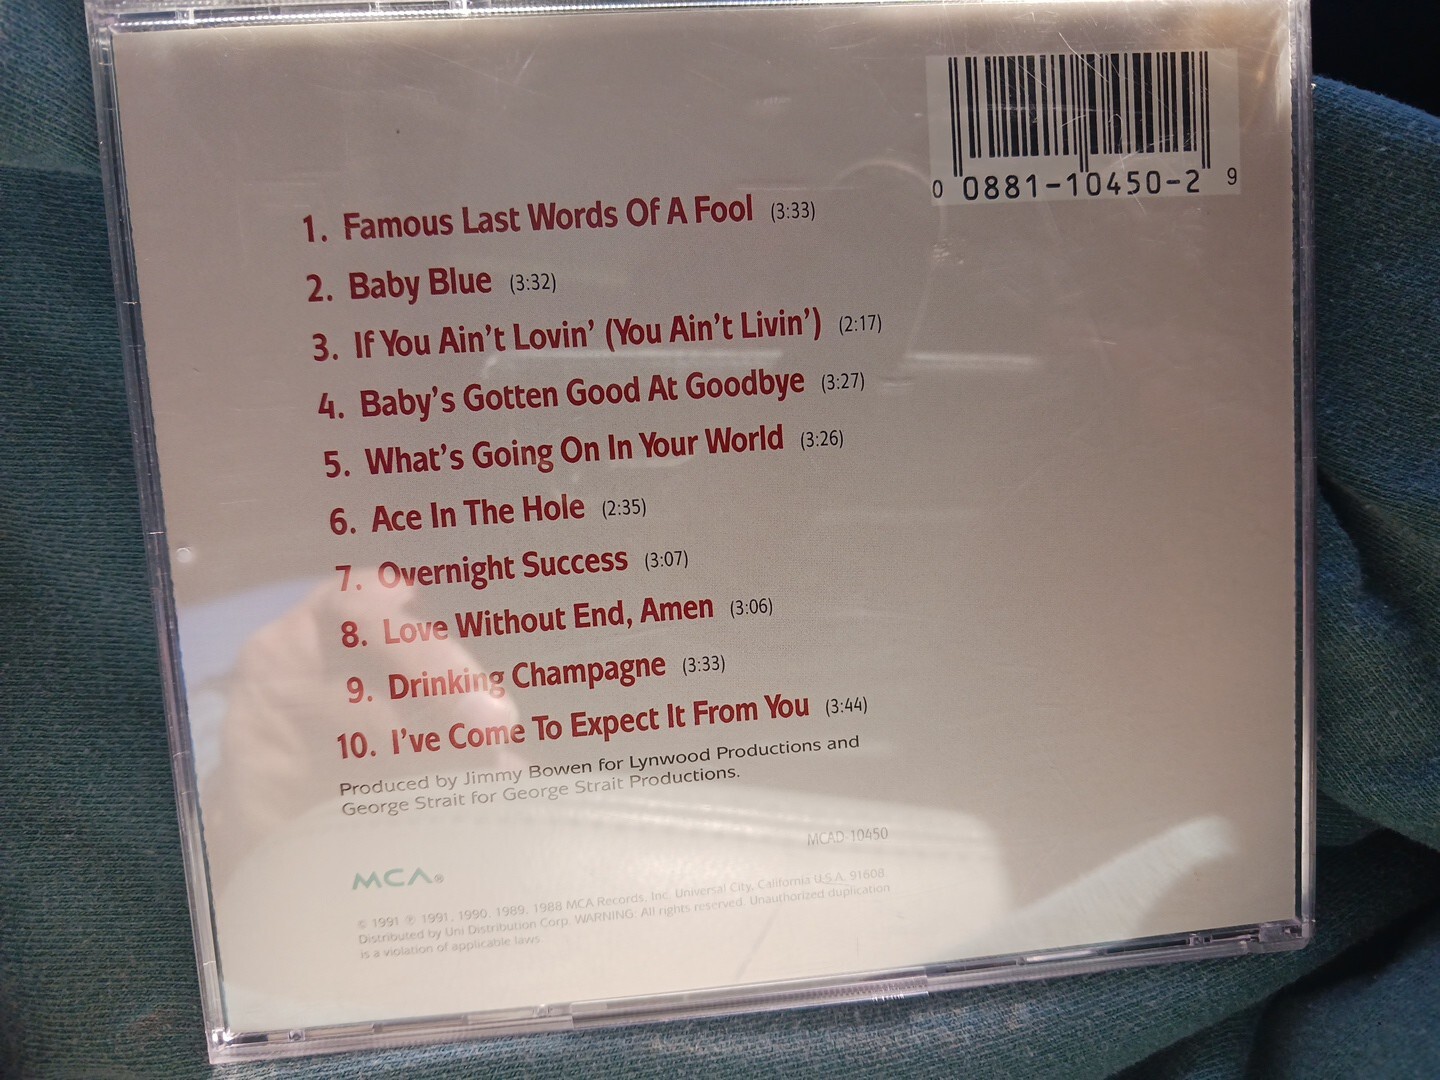 0 0881-10450-2 9
1. Famous Last Words Of A Fool (3:33)
2. Baby Blue (3:32)
3. If You Ain't Lovin' (You Ain't Livin') (2:17)
4. Baby's Gotten Good At Goodbye (3:27)
5. What's Going On In Your World (3:26)
6. Ace In The Hole (2:35)
7. Overnight Success (3:07)
8. Love Without End, Amen (3:06)
9. Drinking Champagne (3:33)
10. I've Come To Expect It From You (3:44)
Produced by Jimmy Bowen for Lynwood Productions and
George Strait for George Strait Productions.
MCAD-10450
MCA®
© 1991 ℗ 1991, 1990, 1989, 1988 MCA Records, Inc. Universal City, California U.S.A. 91608
Distributed by Uni Distribution Corp. WARNING: All rights reserved. Unauthorized duplication
is a violation of applicable laws.